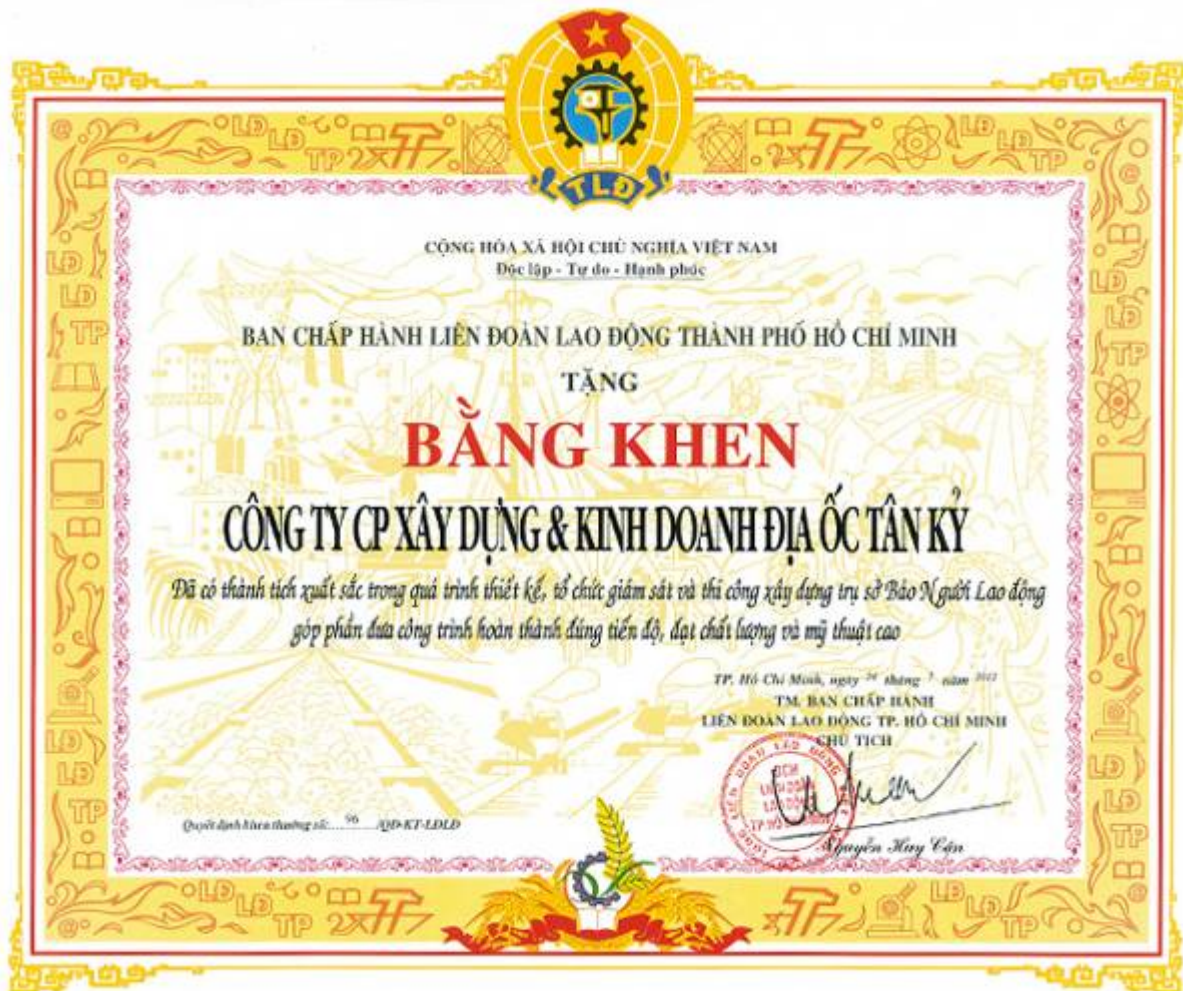 TLĐ
CỘNG HÒA XÃ HỘI CHỦ NGHĨA VIỆT NAM
Độc lập - Tự do - Hạnh phúc
BAN CHẤP HÀNH LIÊN ĐOÀN LAO ĐỘNG THÀNH PHỐ HỒ CHÍ MINH
TẶNG
BẰNG KHEN
CÔNG TY CP XÂY DỰNG & KINH DOANH ĐỊA ỐC TÂN KỶ
Đã có thành tích xuất sắc trong quá trình thiết kế, tổ chức giám sát và thi công xây dựng trụ sở Báo Người Lao động
góp phần đưa công trình hoàn thành đúng tiến độ, đạt chất lượng và mỹ thuật cao
TP. Hồ Chí Minh, ngày tháng 7 năm
TM. BAN CHẤP HÀNH
LIÊN ĐOÀN LAO ĐỘNG TP. HỒ CHÍ MINH
CHỦ TỊCH
Quyết định khen thưởng số: 96 /QĐ-KT-LĐLĐ
Nguyễn Huy Cận